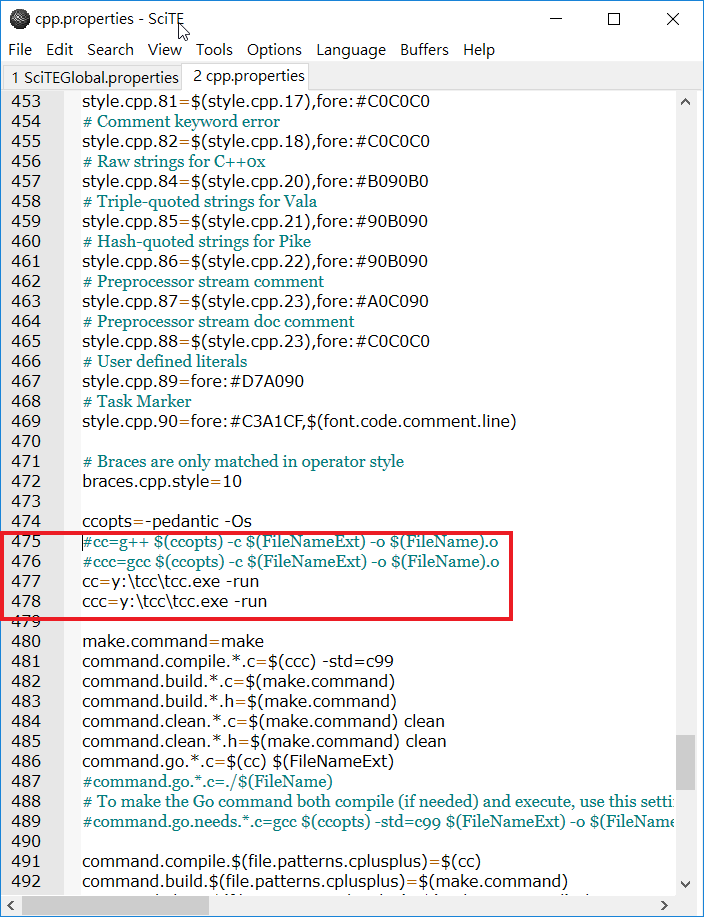 cpp.properties - SciTE
File Edit Search View Tools Options Language Buffers Help
1 SciTEGlobal.properties 2 cpp.properties
453 style.cpp.81=$(style.cpp.17),fore:#C0C0C0
454 # Comment keyword error
455 style.cpp.82=$(style.cpp.18),fore:#C0C0C0
456 # Raw strings for C++0x
457 style.cpp.84=$(style.cpp.20),fore:#B090B0
458 # Triple-quoted strings for Vala
459 style.cpp.85=$(style.cpp.21),fore:#90B090
460 # Hash-quoted strings for Pike
461 style.cpp.86=$(style.cpp.22),fore:#90B090
462 # Preprocessor stream comment
463 style.cpp.87=$(style.cpp.23),fore:#A0C090
464 # Preprocessor stream doc comment
465 style.cpp.88=$(style.cpp.23),fore:#C0C0C0
466 # User defined literals
467 style.cpp.89=fore:#D7A090
468 # Task Marker
469 style.cpp.90=fore:#C3A1CF,$(font.code.comment.line)
470
471 # Braces are only matched in operator style
472 braces.cpp.style=10
473
474 ccopts=-pedantic -Os
475 #cc=g++ $(ccopts) -c $(FileNameExt) -o $(FileName).o
476 #ccc=gcc $(ccopts) -c $(FileNameExt) -o $(FileName).o
477 cc=y:\tcc\tcc.exe -run
478 ccc=y:\tcc\tcc.exe -run
479
480 make.command=make
481 command.compile.*.c=$(ccc) -std=c99
482 command.build.*.c=$(make.command)
483 command.build.*.h=$(make.command)
484 command.clean.*.c=$(make.command) clean
485 command.clean.*.h=$(make.command) clean
486 command.go.*.c=$(cc) $(FileNameExt)
487 #command.go.*.c=./$(FileName)
488 # To make the Go command both compile (if needed) and execute, use this setti
489 #command.go.needs.*.c=gcc $(ccopts) -std=c99 $(FileNameExt) -o $(FileName
490
491 command.compile.$(file.patterns.cplusplus)=$(cc)
492 command.build.$(file.patterns.cplusplus)=$(make.command)